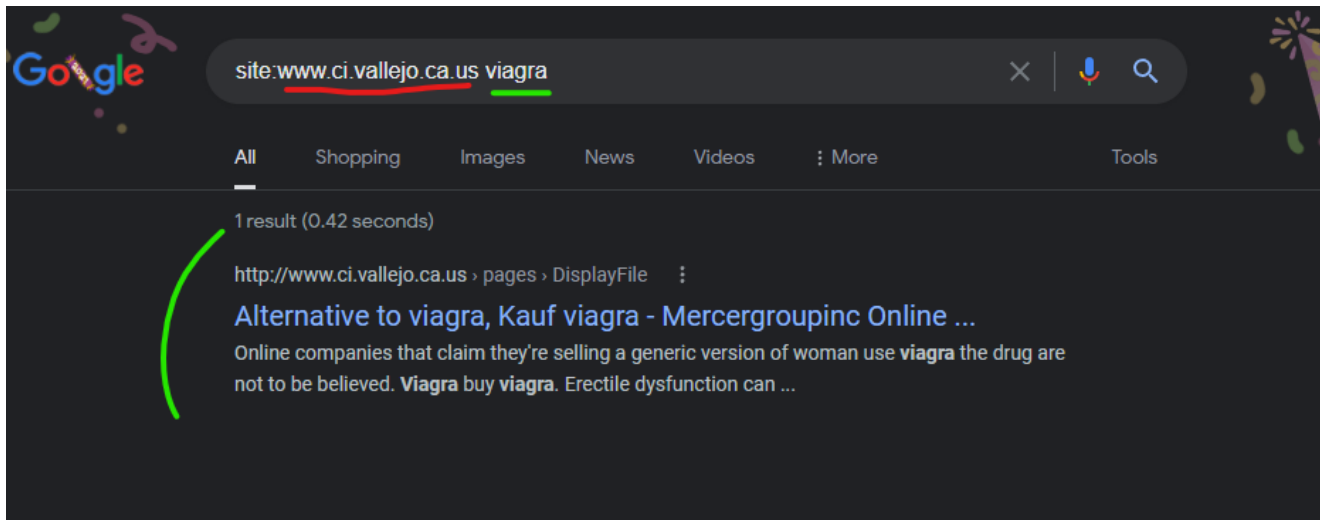 Google
site:www.ci.vallejo.ca.us viagra
All Shopping Images News Videos More Tools
1 result (0.42 seconds)
http://www.ci.vallejo.ca.us › pages › DisplayFile
Alternative to viagra, Kauf viagra - Mercergroupinc Online ...
Online companies that claim they're selling a generic version of woman use viagra the drug are
not to be believed. Viagra buy viagra. Erectile dysfunction can ...